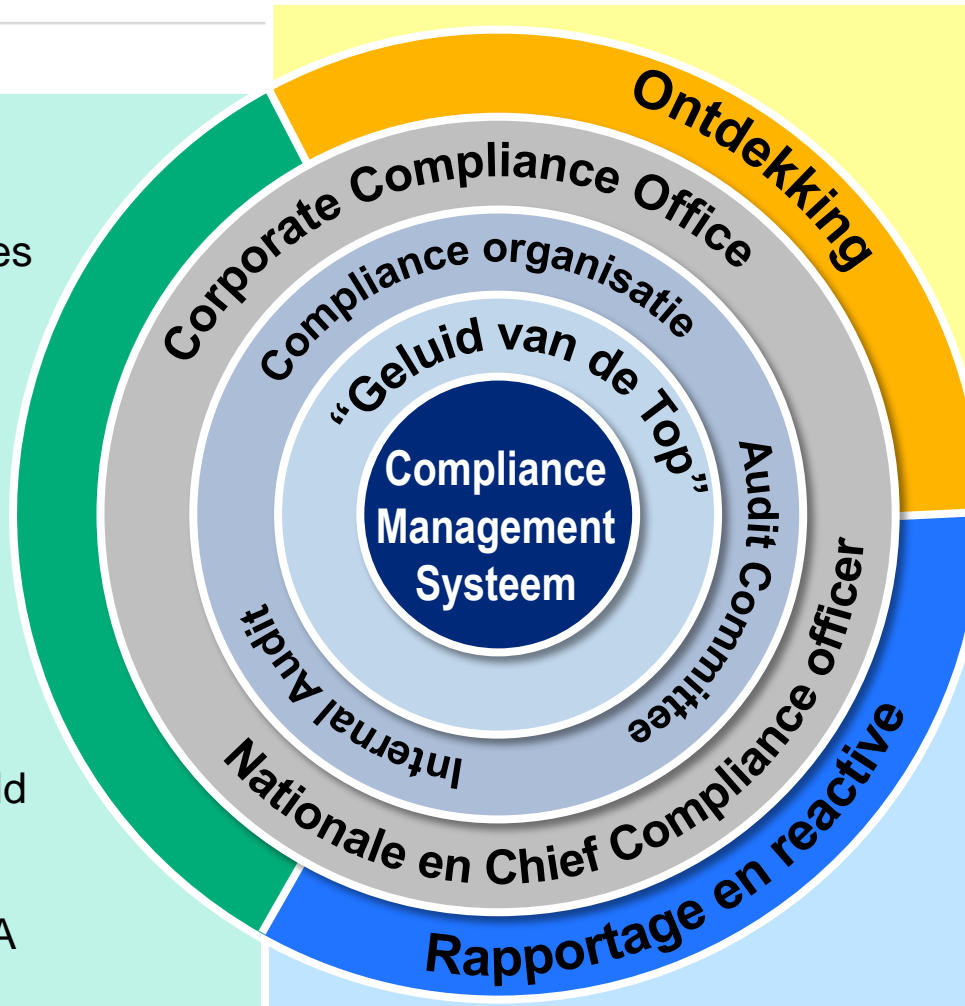 Ontdekking
Corporate Compliance Office
Compliance organisatie
“Geluid van de Top”
Compliance
Management
Systeem
Audit Committee
Internal Audit
Nationale en Chief Compliance officer
Rapportage en reactive
es
ld
A